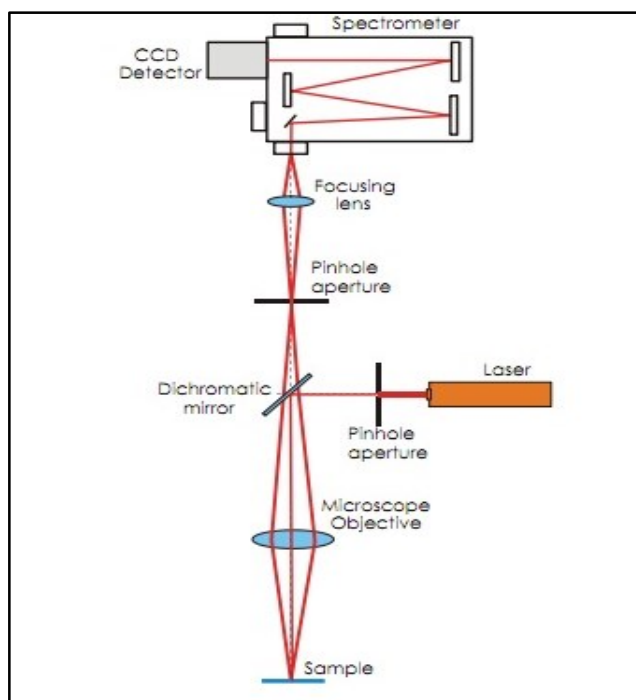 Spectrometer
CCD
Detector
Focusing
lens
Pinhole
aperture
Laser
Dichromatic
mirror
Pinhole
aperture
Microscope
Objective
Sample